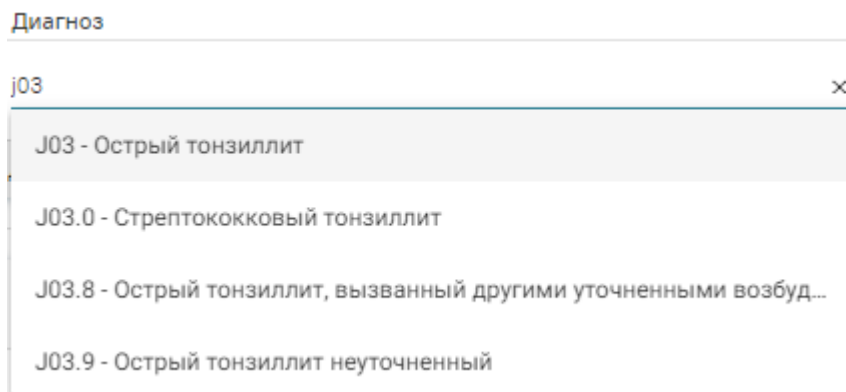 Диагноз
j03
J03 - Острый тонзиллит
J03.0 - Стрептококковый тонзиллит
J03.8 - Острый тонзиллит, вызванный другими уточненными возбуд...
J03.9 - Острый тонзиллит неуточненный